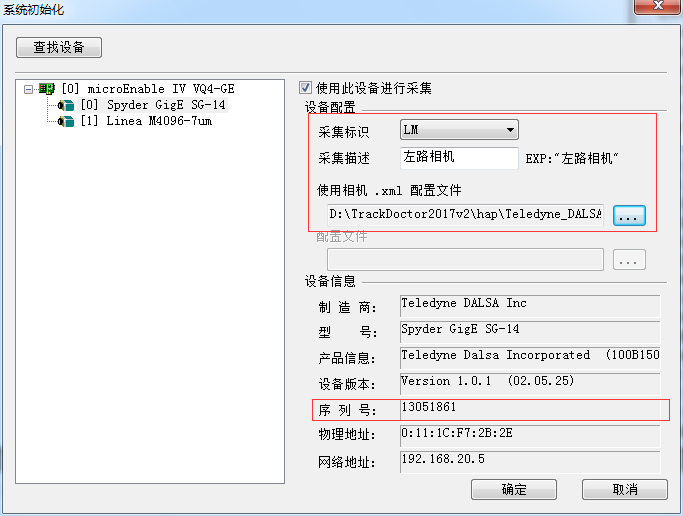 系统初始化
查找设备
[0] microEnable IV VQ4-GE
[0] Spyder GigE SG-14
[1] Linea M4096-7um
使用此设备进行采集
设备配置
采集标识 LM
采集描述 左路相机 EXP:"左路相机"
使用相机 .xml 配置文件
D:\TrackDoctor2017v2\hap\Teledyne_DALSA ...
配置文件
...
设备信息
制 造 商: Teledyne DALSA Inc
型 号: Spyder GigE SG-14
产品信息: Teledyne Dalsa Incorporated (100B150
设备版本: Version 1.0.1 (02.05.25)
序 列 号: 13051861
物理地址: 0:11:1C:F7:2B:2E
网络地址: 192.168.20.5
确定 取消